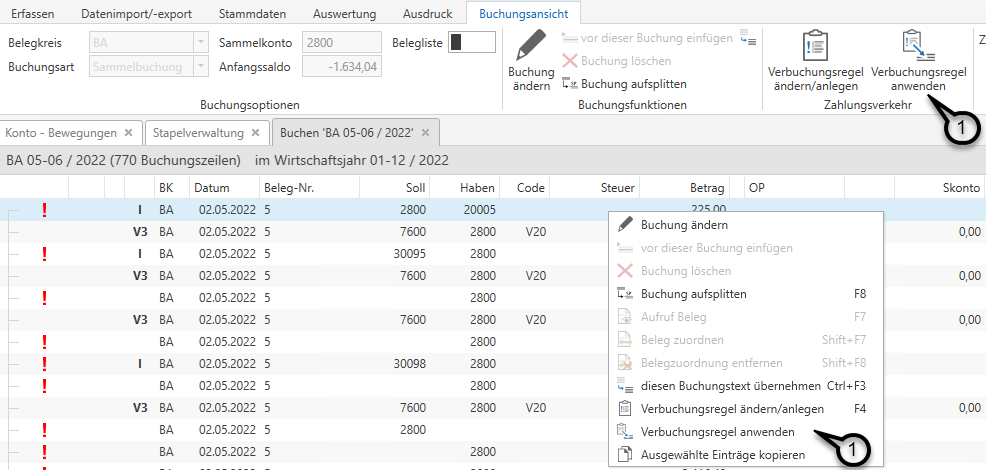 Erfassen Datenimport/-export Stammdaten Auswertung Ausdruck Buchungsansicht
Belegkreis BA Sammelkonto 2800 Belegliste
Buchungsart Sammelbuchung Anfangssaldo -1.634,04
Buchung ändern
vor dieser Buchung einfügen
Buchung löschen
Buchung aufsplitten
Verbuchungsregel ändern/anlegen
Verbuchungsregel anwenden
Z
Buchungsoptionen Buchungsfunktionen Zahlungsverkehr
1
Konto - Bewegungen × Stapelverwaltung × Buchen 'BA 05-06 / 2022' ×
BA 05-06 / 2022 (770 Buchungszeilen) im Wirtschaftsjahr 01-12 / 2022
BK Datum Beleg-Nr. Soll Haben Code Steuer Betrag OP Skonto
! I BA 02.05.2022 5 2800 20005 225,00
V3 BA 02.05.2022 5 7600 2800 V20 0,00
! I BA 02.05.2022 5 30095 2800
V3 BA 02.05.2022 5 7600 2800 V20 0,00
! BA 02.05.2022 5 2800
V3 BA 02.05.2022 5 7600 2800 V20 0,00
! BA 02.05.2022 5 2800
! I BA 02.05.2022 5 30098 2800
! BA 02.05.2022 5 2800
V3 BA 02.05.2022 5 7600 2800 V20 0,00
! BA 02.05.2022 5 2800
! BA 02.05.2022 5 2800
Buchung ändern
vor dieser Buchung einfügen
Buchung löschen
Buchung aufsplitten F8
Aufruf Beleg F7
Beleg zuordnen Shift+F7
Belegzuordnung entfernen Shift+F8
diesen Buchungstext übernehmen Ctrl+F3
Verbuchungsregel ändern/anlegen F4
Verbuchungsregel anwenden
Ausgewählte Einträge kopieren
1